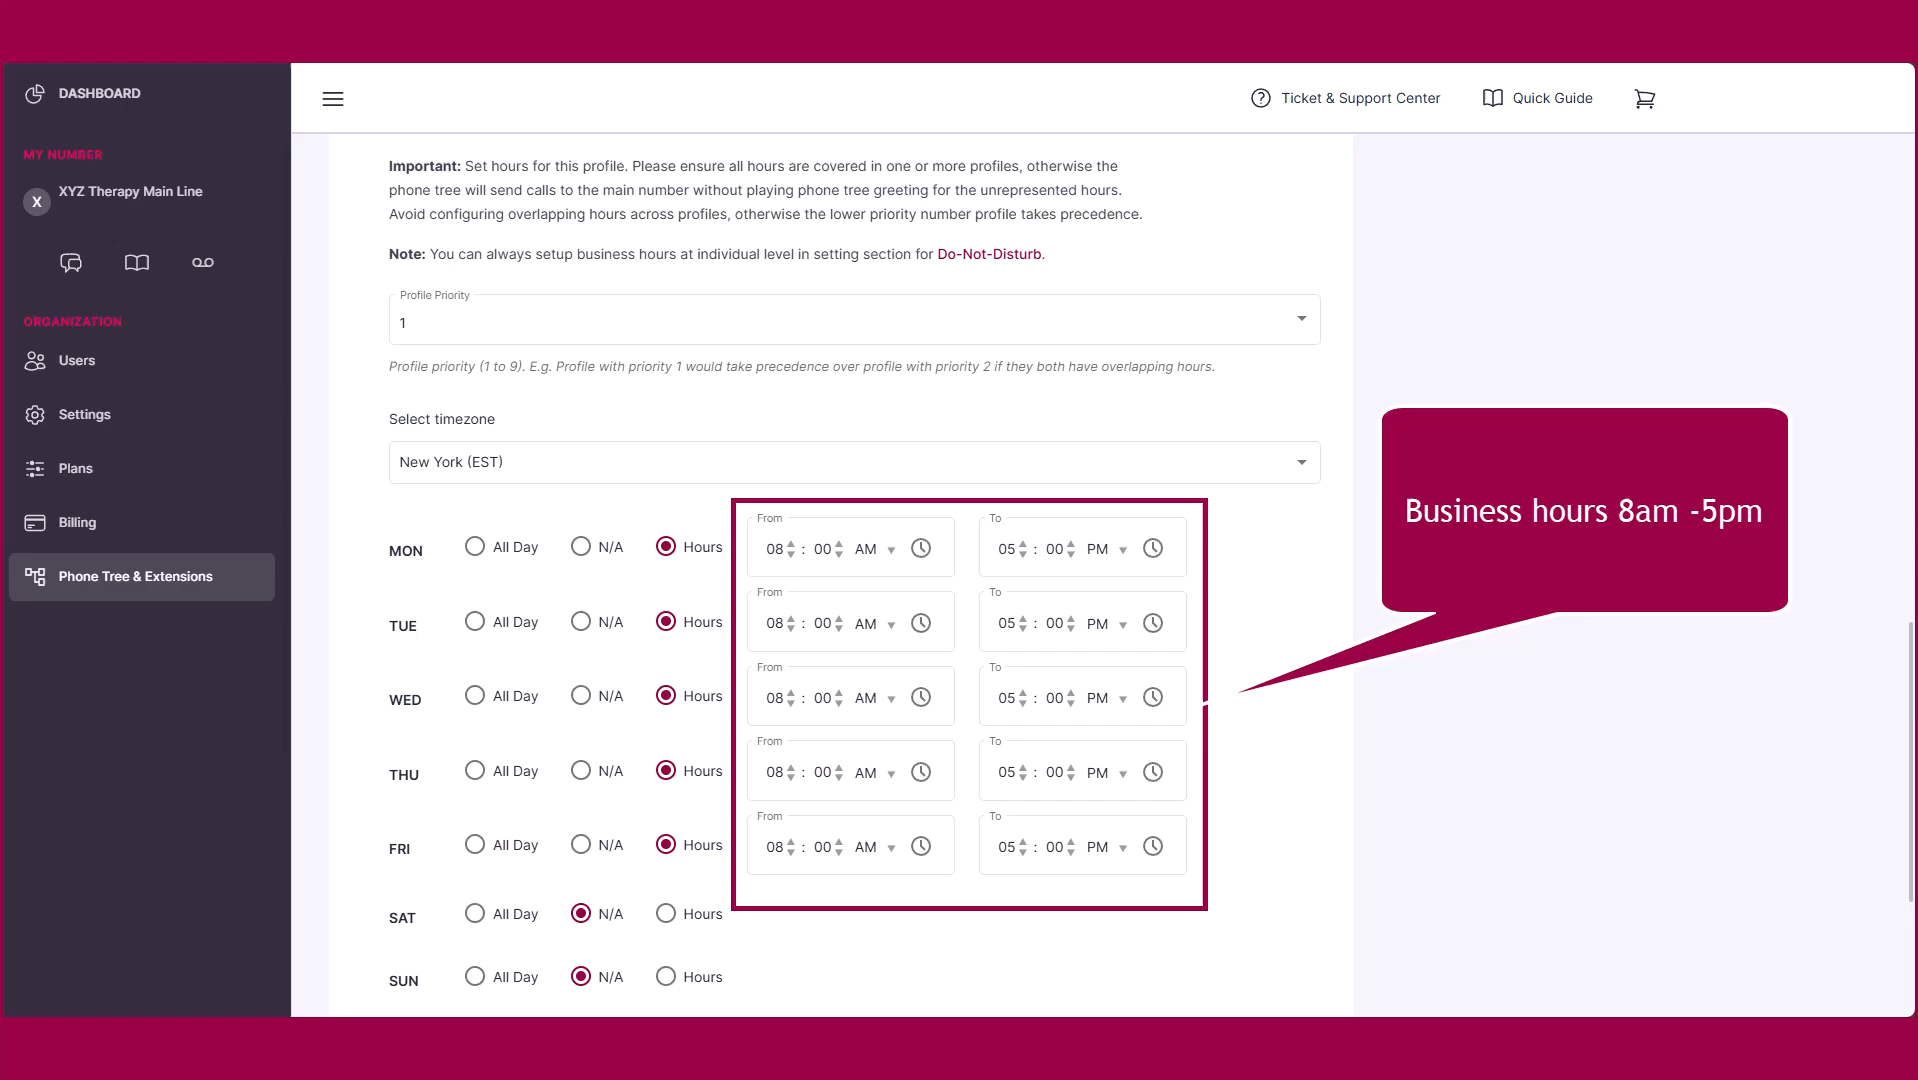 DASHBOARD
MY NUMBER
X
XYZ Therapy Main Line
ORGANIZATION
Users
Settings
Plans
Billing
Phone Tree & Extensions
Ticket & Support Center
Quick Guide
Important: Set hours for this profile. Please ensure all hours are covered in one or more profiles, otherwise the
phone tree will send calls to the main number without playing phone tree greeting for the unrepresented hours.
Avoid configuring overlapping hours across profiles, otherwise the lower priority number profile takes precedence.
Note: You can always setup business hours at individual level in setting section for Do-Not-Disturb.
Profile Priority
1
Profile priority (1 to 9). E.g. Profile with priority 1 would take precedence over profile with priority 2 if they both have overlapping hours.
Select timezone
New York (EST)
From To
MON All Day N/A Hours 08 : 00 AM 05 : 00 PM
From To
TUE All Day N/A Hours 08 : 00 AM 05 : 00 PM
From To
WED All Day N/A Hours 08 : 00 AM 05 : 00 PM
From To
THU All Day N/A Hours 08 : 00 AM 05 : 00 PM
From To
FRI All Day N/A Hours 08 : 00 AM 05 : 00 PM
SAT All Day N/A Hours
SUN All Day N/A Hours
Business hours 8am -5pm